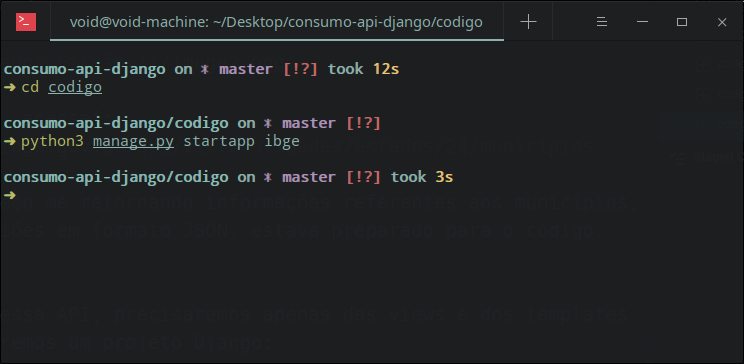 void@void-machine: ~/Desktop/consumo-api-django/codigo
consumo-api-django on * master [!?] took 12s
➜ cd codigo
consumo-api-django/codigo on * master [!?]
➜ python3 manage.py startapp ibge
consumo-api-django/codigo on * master [!?] took 3s
➜